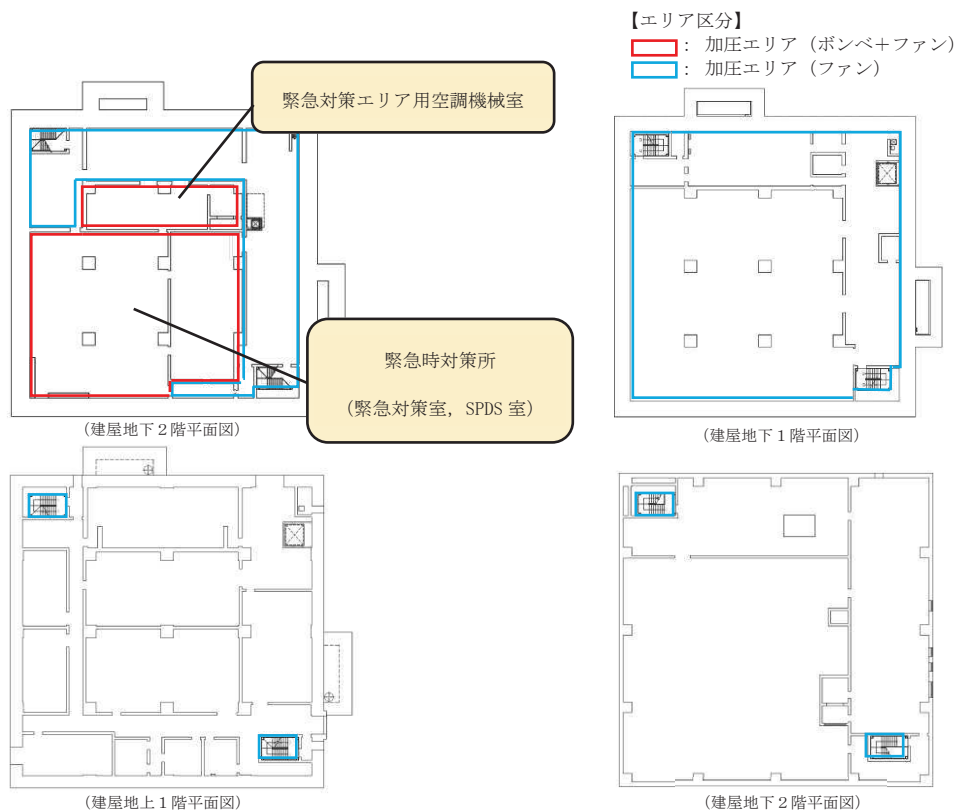 【エリア区分】
: 加圧エリア（ボンベ＋ファン）
: 加圧エリア（ファン）
緊急対策エリア用空調機械室
緊急時対策所
（緊急対策室，SPDS 室）
（建屋地下２階平面図）
（建屋地下１階平面図）
（建屋地上１階平面図）
（建屋地下２階平面図）